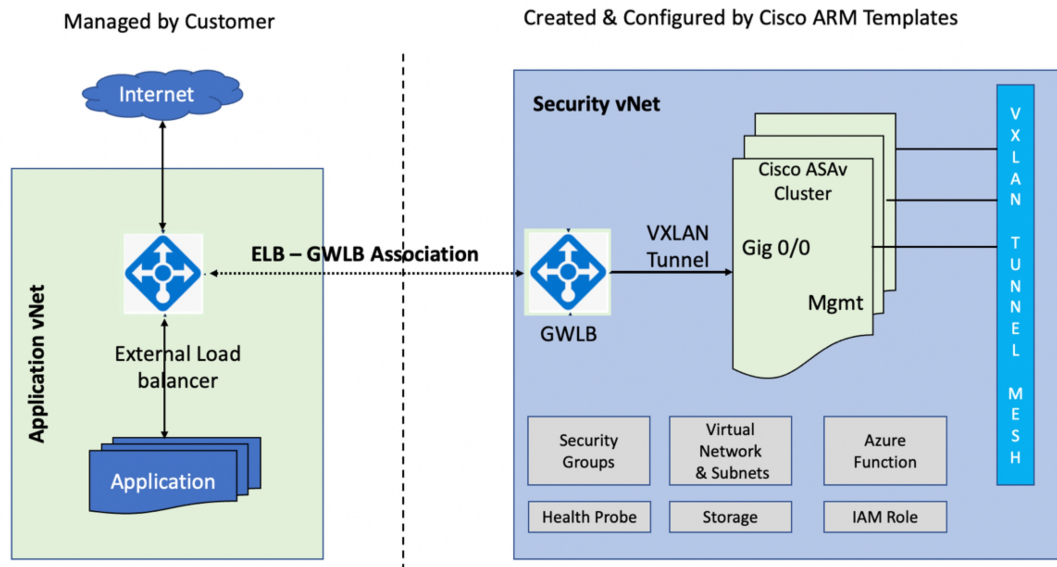 Managed by Customer
Created & Configured by Cisco ARM Templates
Internet
Application vNet
External Load
balancer
Application
ELB – GWLB Association
Security vNet
GWLB
VXLAN
Tunnel
Cisco ASAv
Cluster
Gig 0/0
Mgmt
VXLAN TUNNEL MESH
Security
Groups
Virtual
Network
& Subnets
Azure
Function
Health Probe
Storage
IAM Role